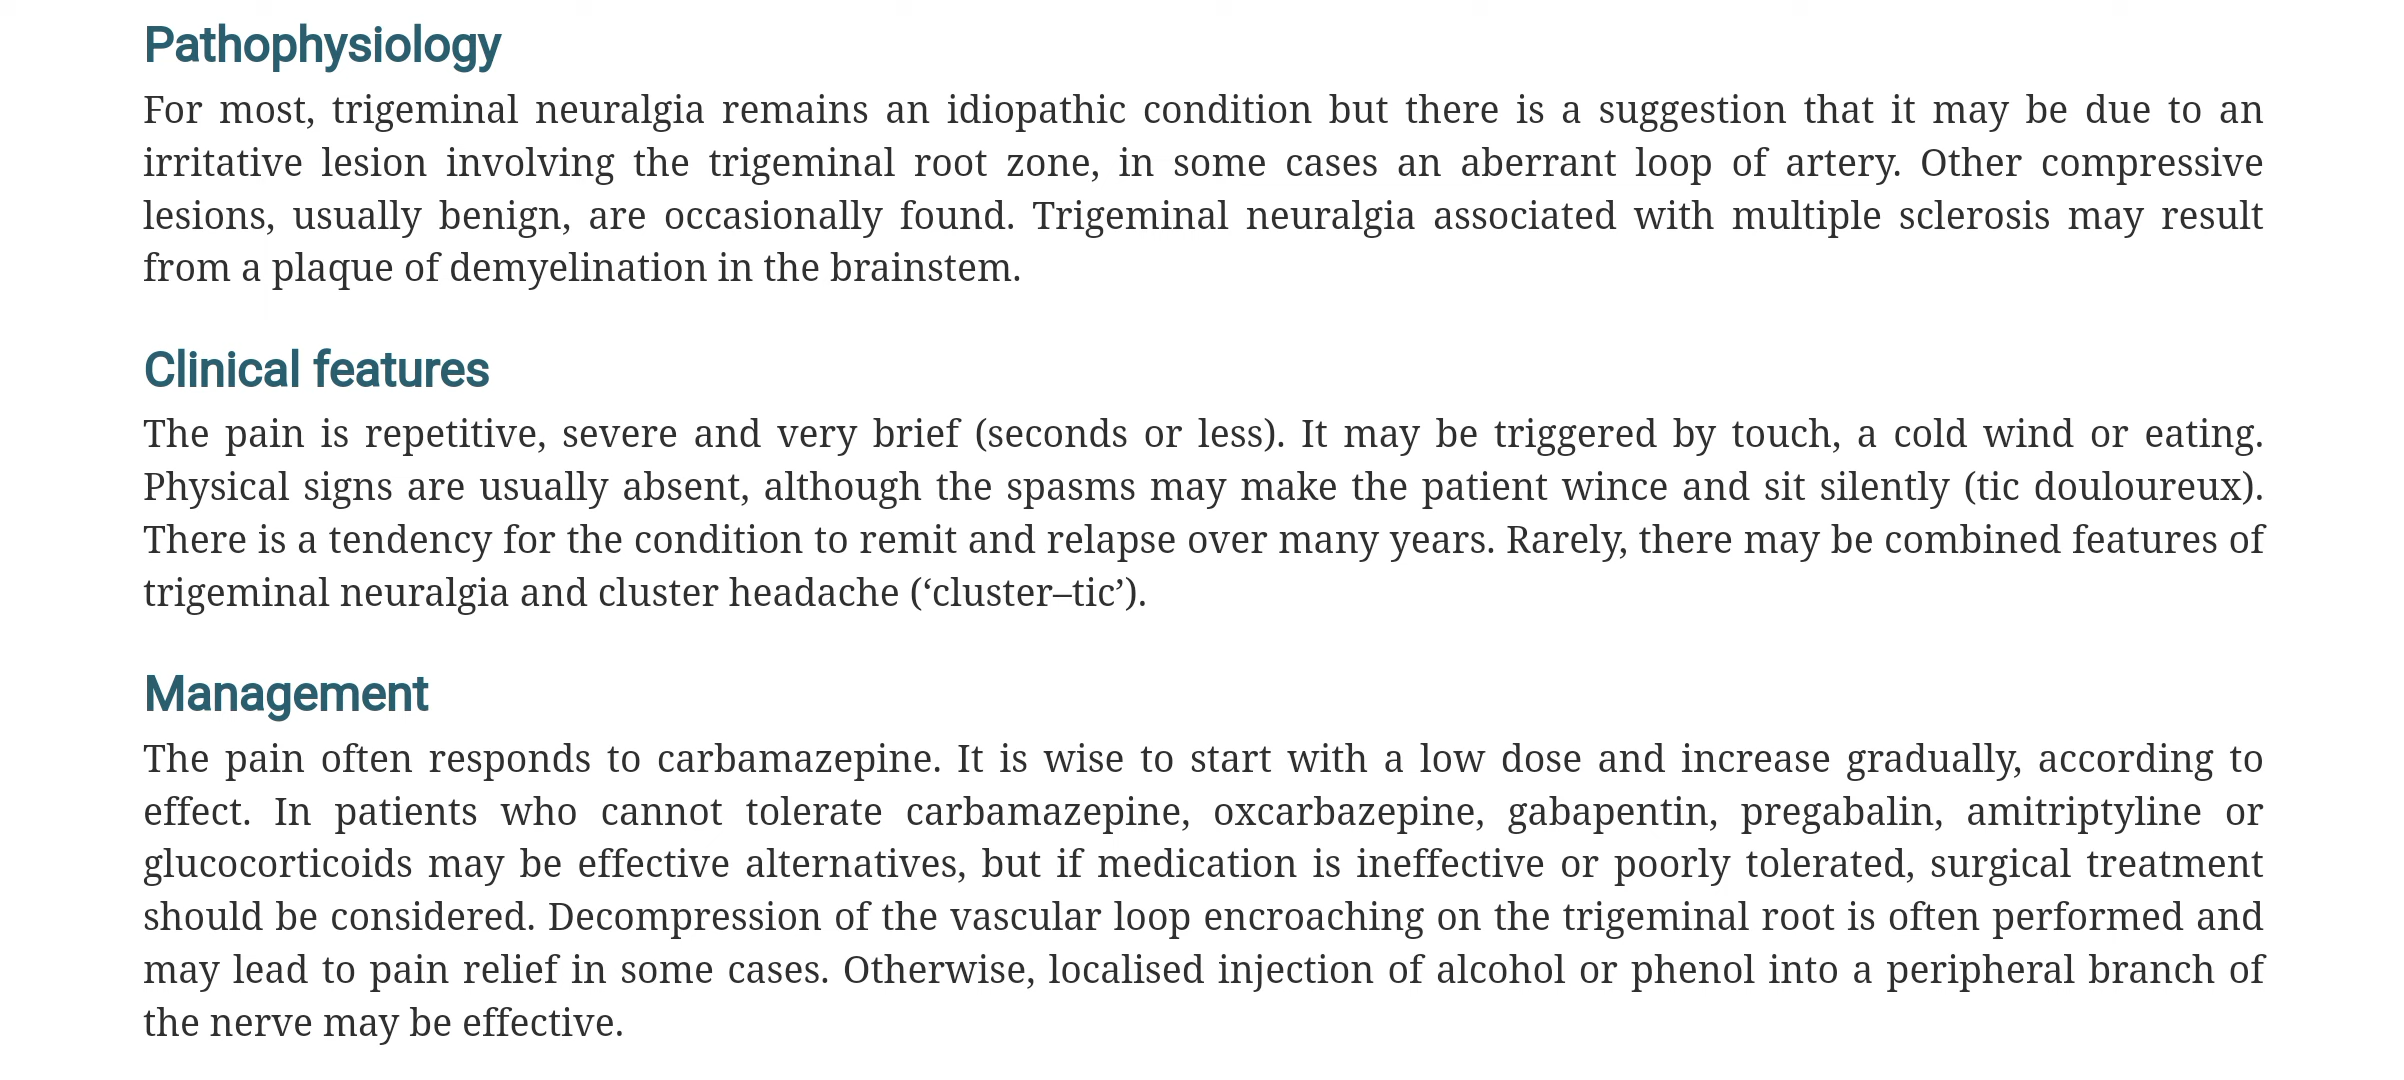 Pathophysiology
For most, trigeminal neuralgia remains an idiopathic condition but there is a suggestion that it may be due to an
irritative lesion involving the trigeminal root zone, in some cases an aberrant loop of artery. Other compressive
lesions, usually benign, are occasionally found. Trigeminal neuralgia associated with multiple sclerosis may result
from a plaque of demyelination in the brainstem.
Clinical features
The pain is repetitive, severe and very brief (seconds or less). It may be triggered by touch, a cold wind or eating.
Physical signs are usually absent, although the spasms may make the patient wince and sit silently (tic douloureux).
There is a tendency for the condition to remit and relapse over many years. Rarely, there may be combined features of
trigeminal neuralgia and cluster headache (‘cluster–tic’).
Management
The pain often responds to carbamazepine. It is wise to start with a low dose and increase gradually, according to
effect. In patients who cannot tolerate carbamazepine, oxcarbazepine, gabapentin, pregabalin, amitriptyline or
glucocorticoids may be effective alternatives, but if medication is ineffective or poorly tolerated, surgical treatment
should be considered. Decompression of the vascular loop encroaching on the trigeminal root is often performed and
may lead to pain relief in some cases. Otherwise, localised injection of alcohol or phenol into a peripheral branch of
the nerve may be effective.